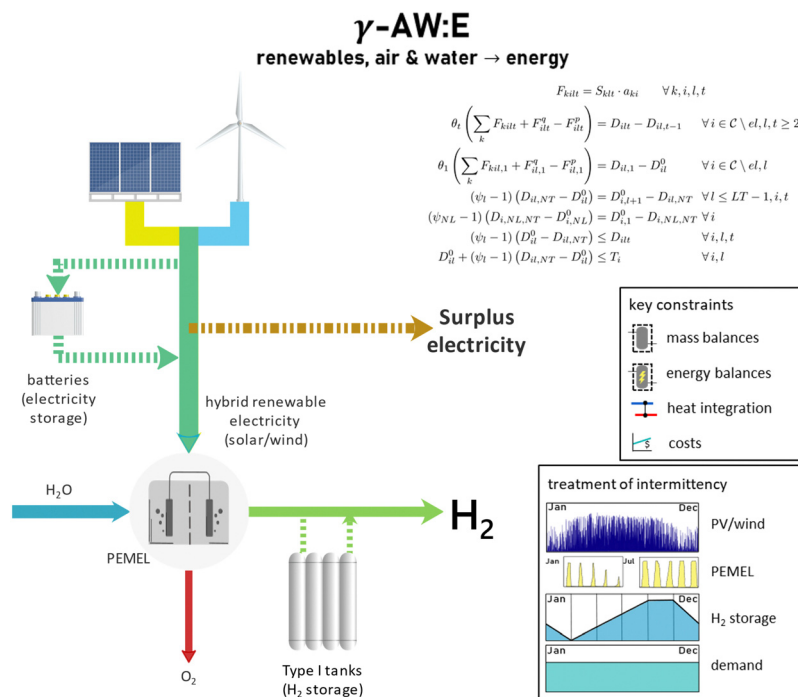 γ-AW:E
renewables, air & water → energy
F_{kilt} = S_{klt} · a_{ki} ∀ k, i, l, t
θ_t (∑_k F_{kilt} + F^q_{ilt} − F^p_{ilt}) = D_{ilt} − D_{il,t−1} ∀ i ∈ C \ el, l, t ≥ 2
θ_1 (∑_k F_{kil,1} + F^q_{il,1} − F^p_{il,1}) = D_{il,1} − D^0_{il} ∀ i ∈ C \ el, l
(ψ_l − 1) (D_{il,NT} − D^0_{il}) = D^0_{i,l+1} − D_{il,NT} ∀ l ≤ LT − 1, i, t
(ψ_{NL} − 1) (D_{i,NL,NT} − D^0_{i,NL}) = D^0_{i,1} − D_{i,NL,NT} ∀ i
(ψ_l − 1) (D^0_{il} − D_{il,NT}) ≤ D_{ilt} ∀ i, l, t
D^0_{il} + (ψ_l − 1) (D_{il,NT} − D^0_{il}) ≤ T_i ∀ i, l
Surplus
electricity
batteries
(electricity
storage)
hybrid renewable
electricity
(solar/wind)
H₂O
PEMEL
H₂
O₂
Type I tanks
(H₂ storage)
key constraints
mass balances
energy balances
heat integration
$
costs
treatment of intermittency
Jan Dec
PV/wind
Jan Jul
PEMEL
Jan Dec
H₂ storage
Jan Dec
demand